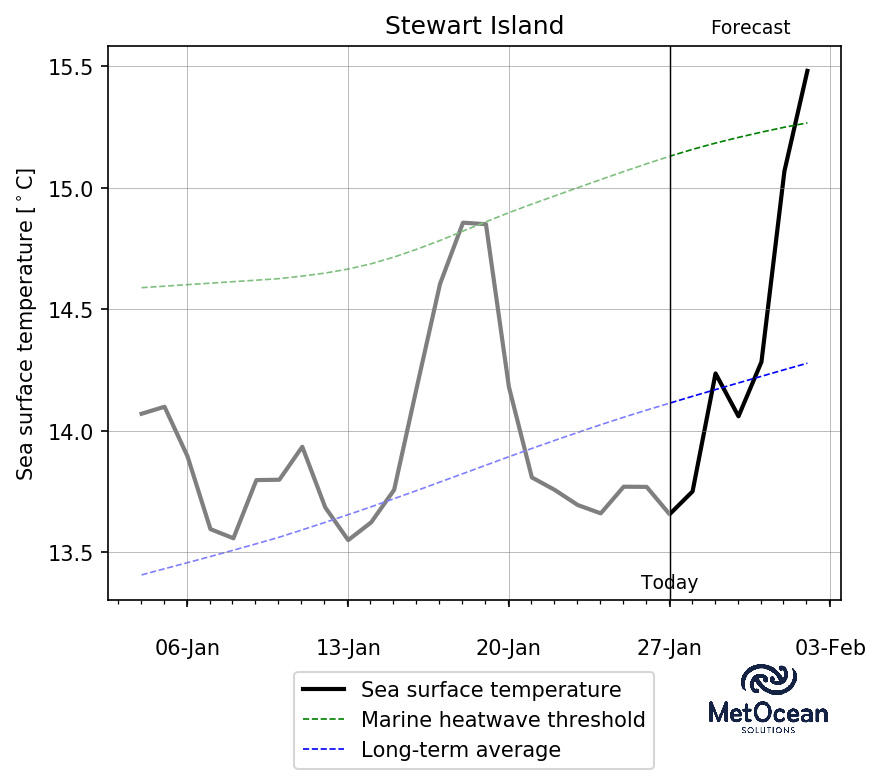 Stewart Island
Forecast
Sea surface temperature [°C]
15.5
15.0
14.5
14.0
13.5
Today
06-Jan
13-Jan
20-Jan
27-Jan
03-Feb
Sea surface temperature
Marine heatwave threshold
Long-term average
MetOcean
SOLUTIONS